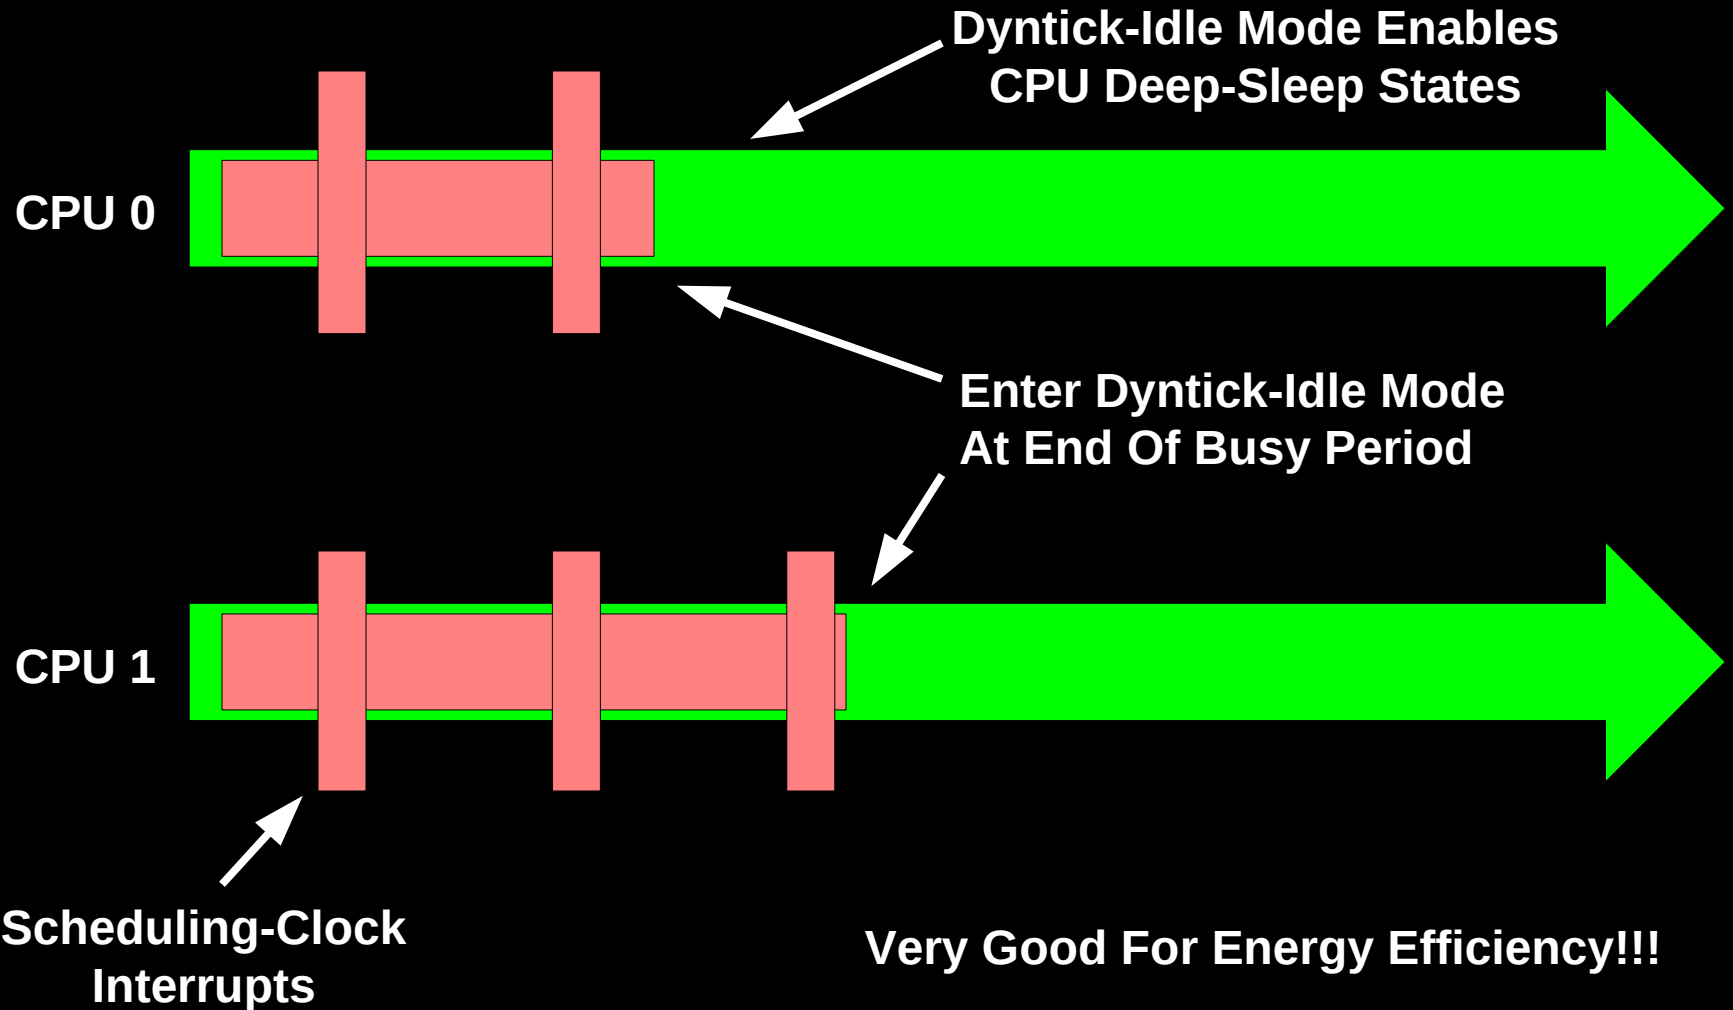 Dyntick-Idle Mode Enables
CPU Deep-Sleep States
CPU 0
Enter Dyntick-Idle Mode
At End Of Busy Period
CPU 1
Scheduling-Clock
Interrupts
Very Good For Energy Efficiency!!!